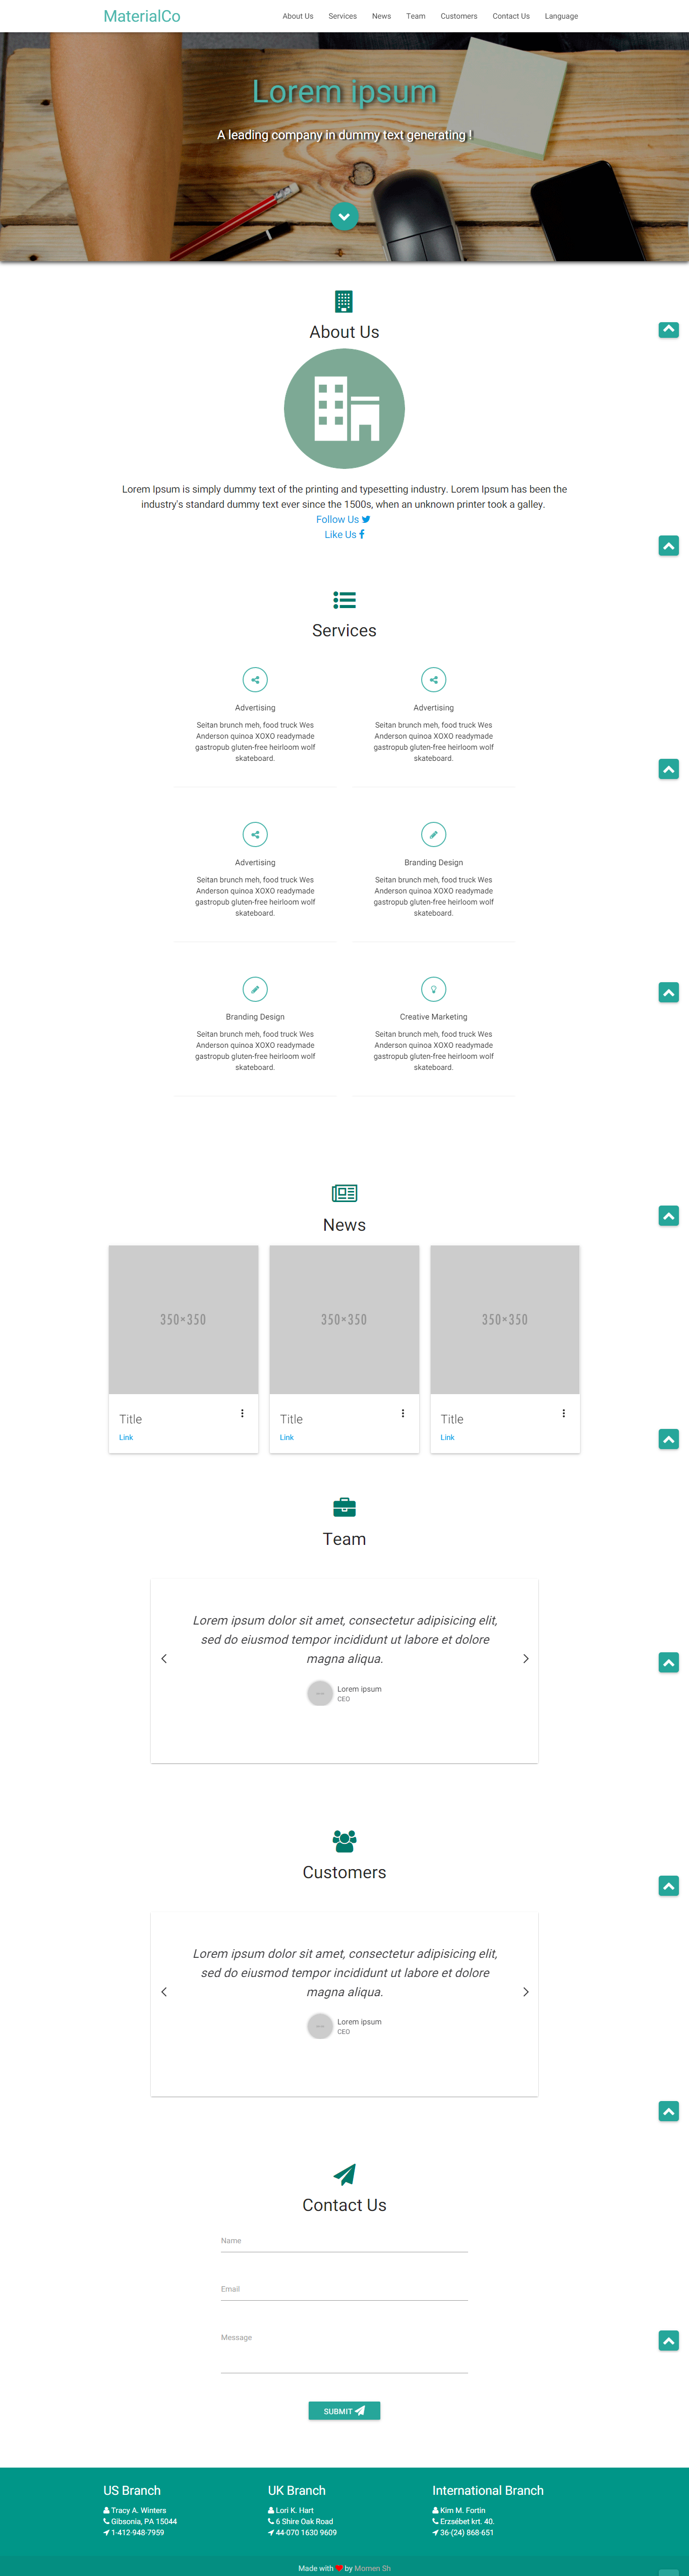 MaterialCo
About Us
Services
News
Team
Customers
Contact Us
Language
Lorem ipsum
A leading company in dummy text generating !
About Us
Lorem Ipsum is simply dummy text of the printing and typesetting industry. Lorem Ipsum has been the
industry's standard dummy text ever since the 1500s, when an unknown printer took a galley.
Follow Us
Like Us
Services
Advertising
Seitan brunch meh, food truck Wes
Anderson quinoa XOXO readymade
gastropub gluten-free heirloom wolf
skateboard.
Advertising
Seitan brunch meh, food truck Wes
Anderson quinoa XOXO readymade
gastropub gluten-free heirloom wolf
skateboard.
Advertising
Seitan brunch meh, food truck Wes
Anderson quinoa XOXO readymade
gastropub gluten-free heirloom wolf
skateboard.
Branding Design
Seitan brunch meh, food truck Wes
Anderson quinoa XOXO readymade
gastropub gluten-free heirloom wolf
skateboard.
Branding Design
Seitan brunch meh, food truck Wes
Anderson quinoa XOXO readymade
gastropub gluten-free heirloom wolf
skateboard.
Creative Marketing
Seitan brunch meh, food truck Wes
Anderson quinoa XOXO readymade
gastropub gluten-free heirloom wolf
skateboard.
News
350×350
Title
Link
350×350
Title
Link
350×350
Title
Link
Team
Lorem ipsum dolor sit amet, consectetur adipisicing elit,
sed do eiusmod tempor incididunt ut labore et dolore
magna aliqua.
Lorem ipsum
CEO
Customers
Lorem ipsum dolor sit amet, consectetur adipisicing elit,
sed do eiusmod tempor incididunt ut labore et dolore
magna aliqua.
Lorem ipsum
CEO
Contact Us
Name
Email
Message
SUBMIT
US Branch
Tracy A. Winters
Gibsonia, PA 15044
1-412-948-7959
UK Branch
Lori K. Hart
6 Shire Oak Road
44-070 1630 9609
International Branch
Kim M. Fortin
Erzsébet krt. 40.
36-(24) 868-651
Made with by Momen Sh